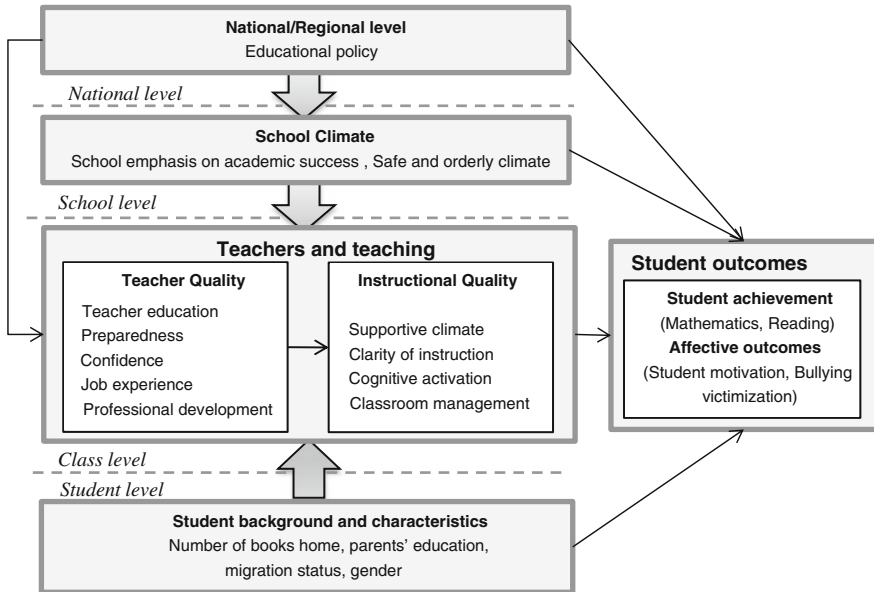 National/Regional level
Educational policy
National level
School Climate
School emphasis on academic success , Safe and orderly climate
School level
Teachers and teaching
Teacher Quality
Teacher education
Preparedness
Confidence
Job experience
Professional development
Instructional Quality
Supportive climate
Clarity of instruction
Cognitive activation
Classroom management
Student outcomes
Student achievement
(Mathematics, Reading)
Affective outcomes
(Student motivation, Bullying
victimization)
Class level
Student level
Student background and characteristics
Number of books home, parents' education,
migration status, gender